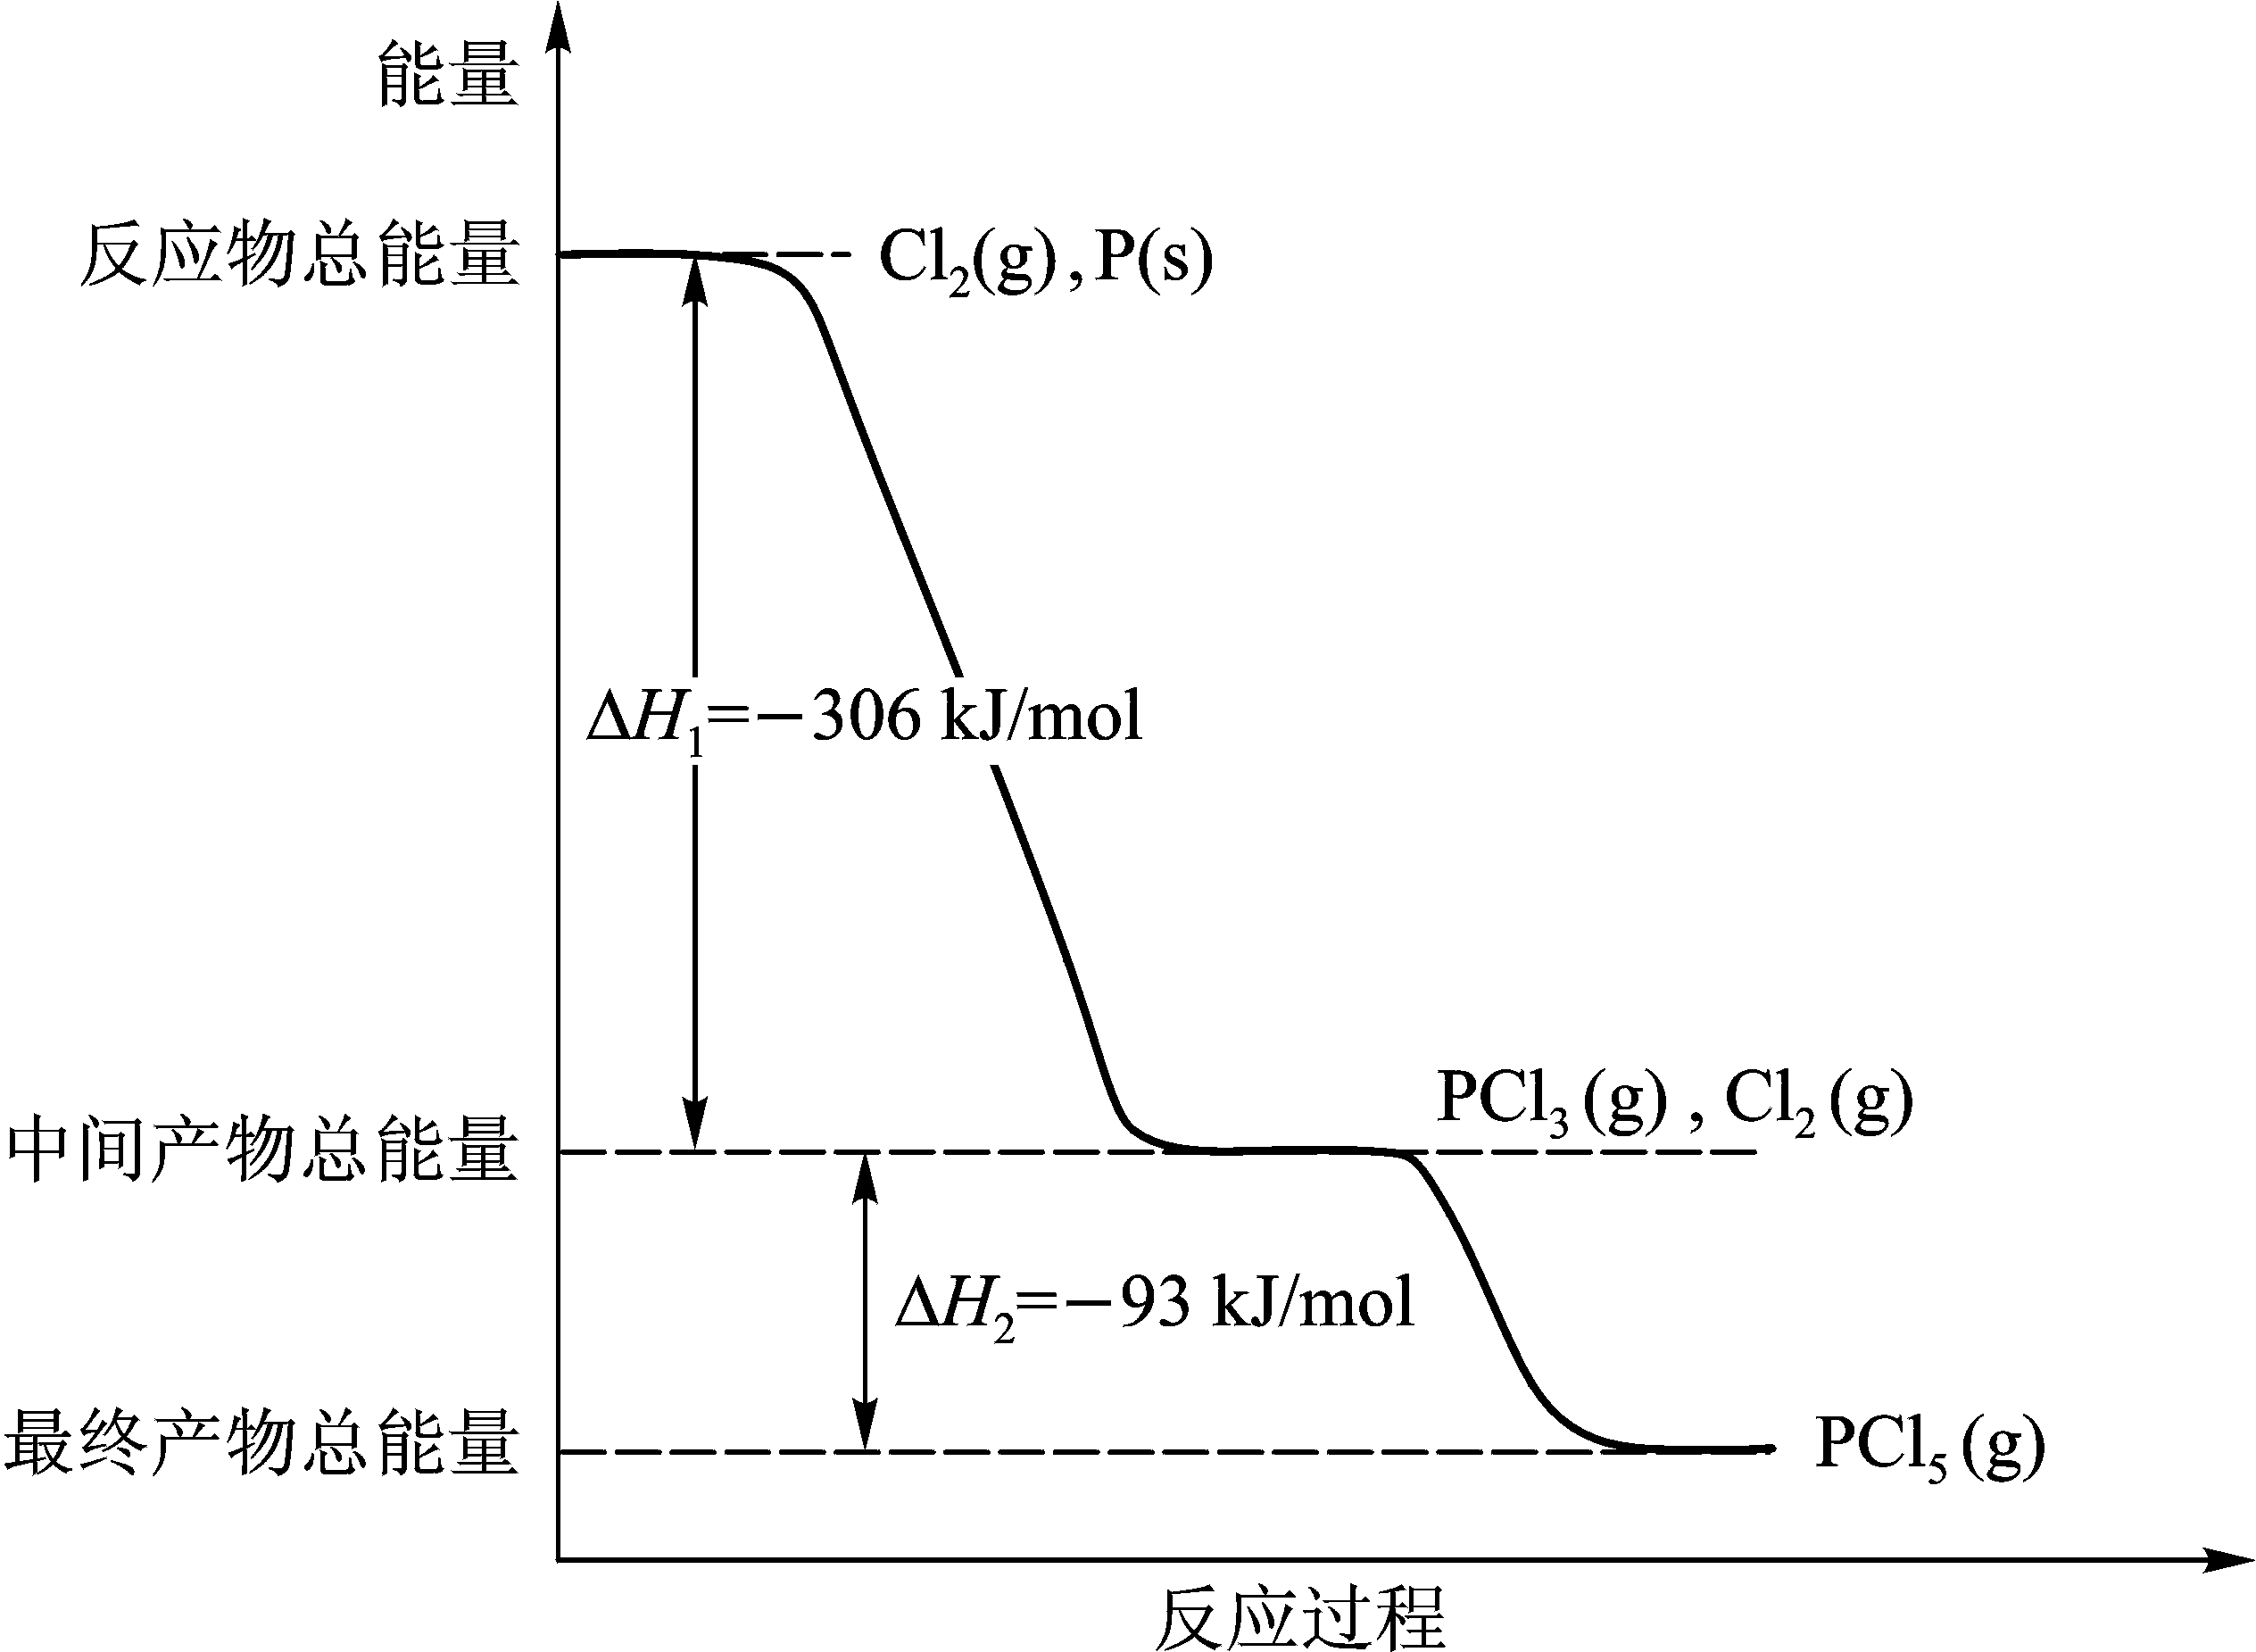 能量
反应物总能量
Cl₂(g),P(s)
ΔH₁=−306 kJ/mol
PCl₃(g),Cl₂(g)
中间产物总能量
ΔH₂=−93 kJ/mol
最终产物总能量
PCl₅(g)
反应过程